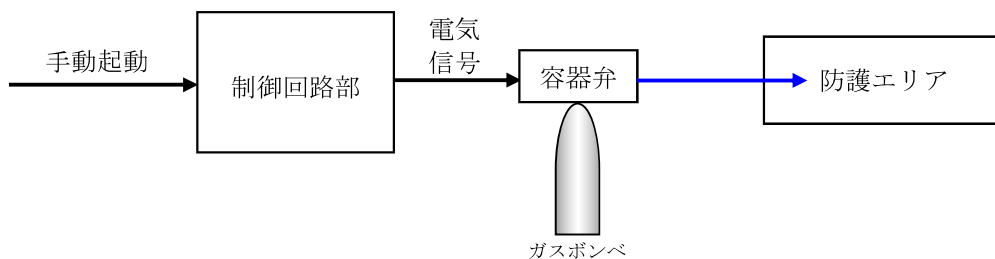 手動起動
制御回路部
電気
信号
容器弁
防護エリア
ガスボンベ